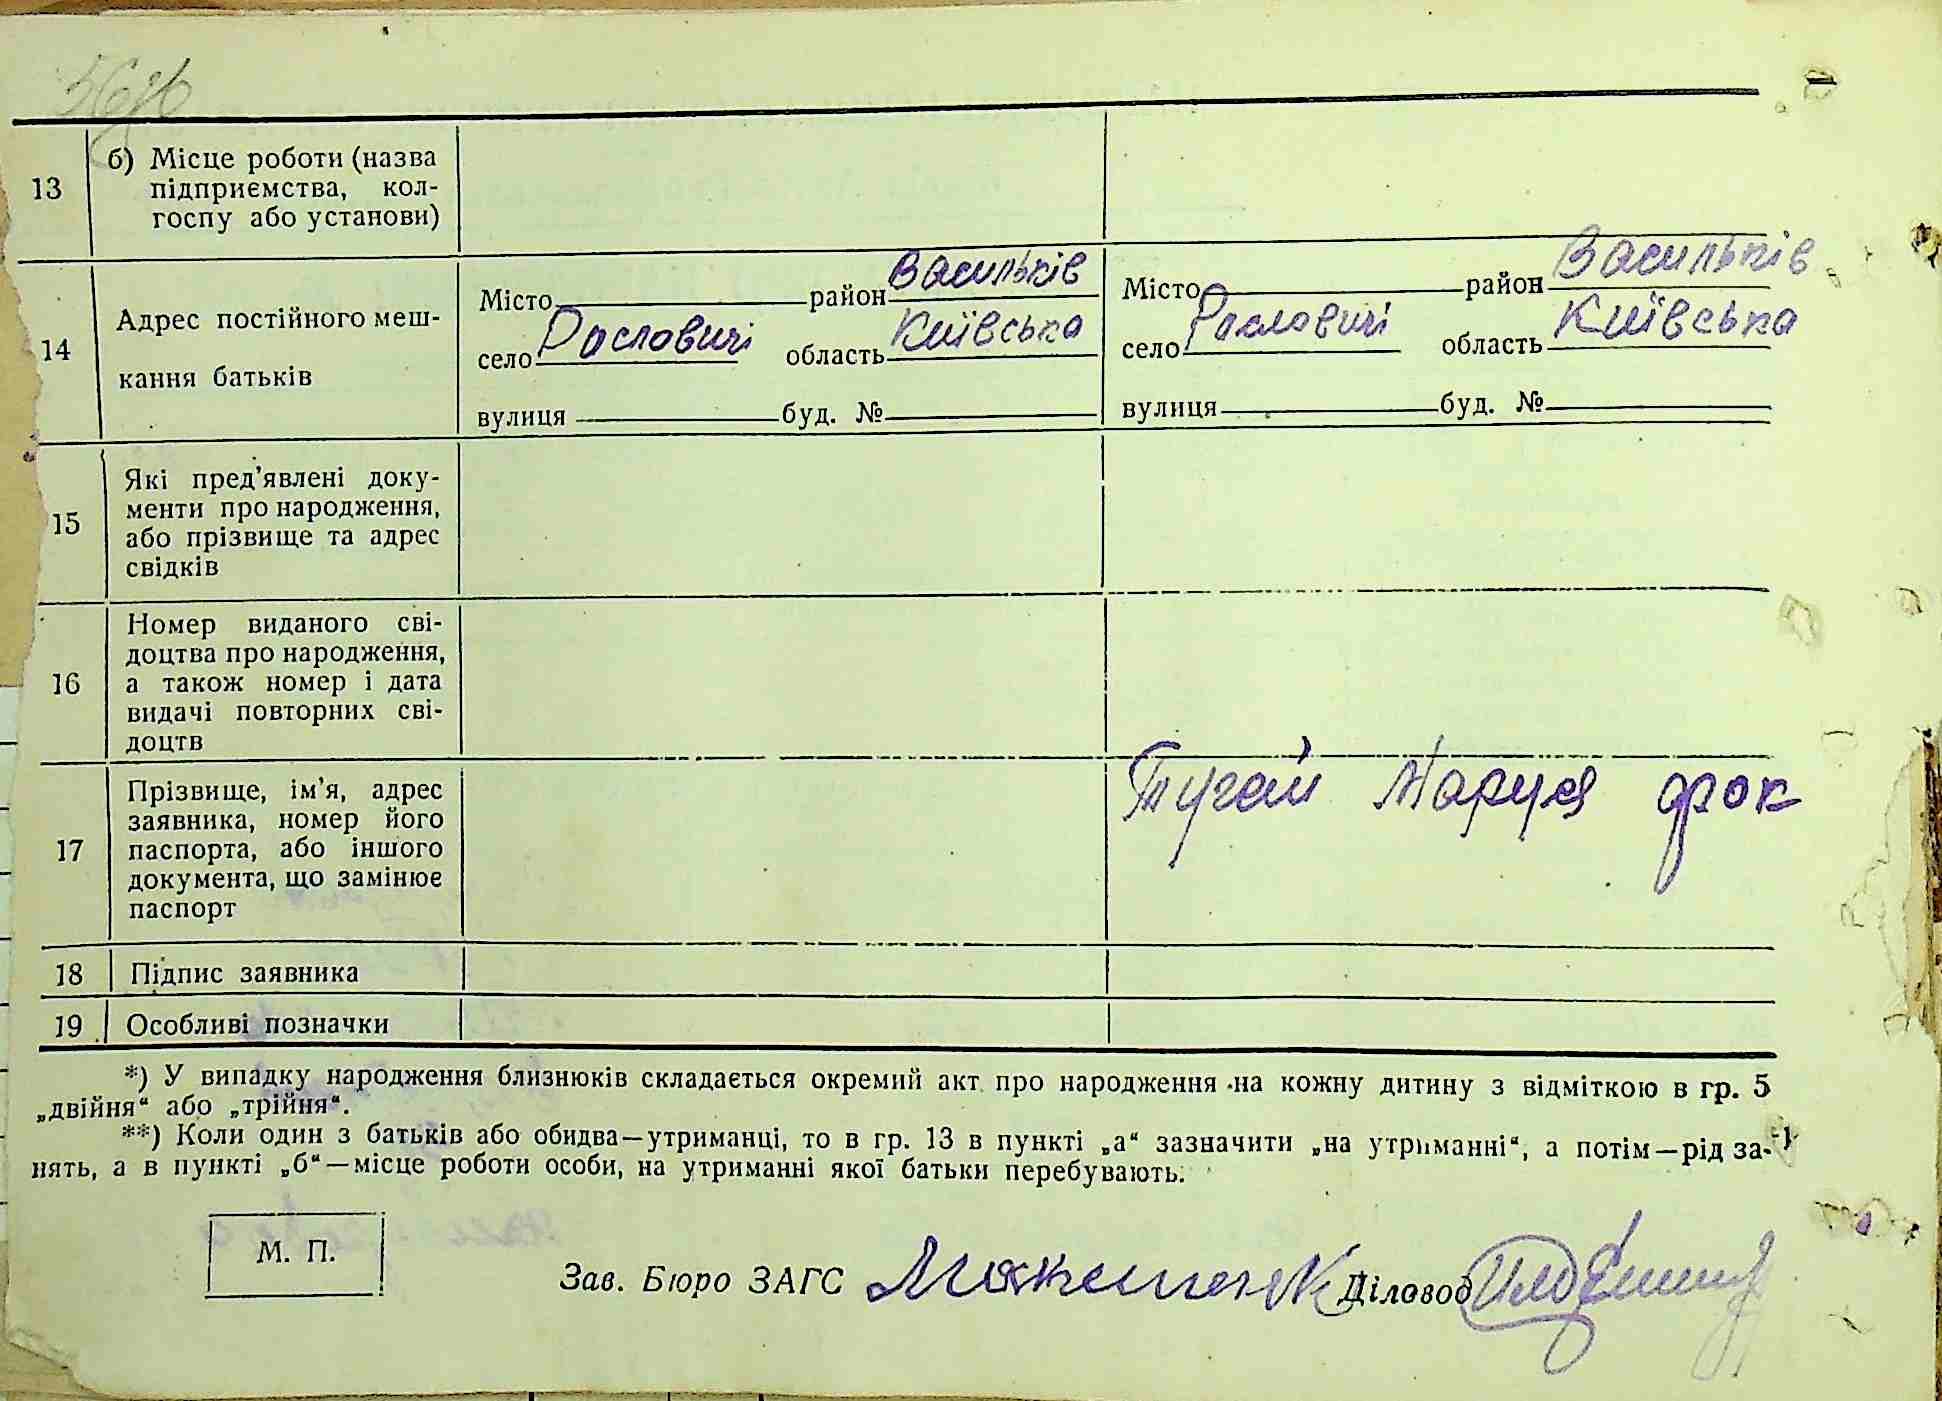 13
б) Місце роботи (назва
підприємства, кол-
госпу або установи)
14
Адрес постійного меш-
кання батьків
Місто район Васильків
село Рословичі область Київська
вулиця буд. №
Місто район Васильків
село Рословичі область Київська
вулиця буд. №
15
Які пред’явлені доку-
менти про народження,
або прізвище та адрес
свідків
16
Номер виданого сві-
доцтва про народження,
а також номер і дата
видачі повторних сві-
доцтв
17
Прізвище, ім’я, адрес
заявника, номер його
паспорта, або іншого
документа, що замінює
паспорт
Тугай Маруся фок
18 Підпис заявника
19 Особливі позначки
*) У випадку народження близнюків складається окремий акт про народження на кожну дитину з відміткою в гр. 5
„двійня“ або „трійня“.
**) Коли один з батьків або обидва—утриманці, то в гр. 13 в пункті „а“ зазначити „на утриманні“, а потім—рід за-
нять, а в пункті „б“—місце роботи особи, на утриманні якої батьки перебувають.
М. П.
Зав. Бюро ЗАГС Діловод